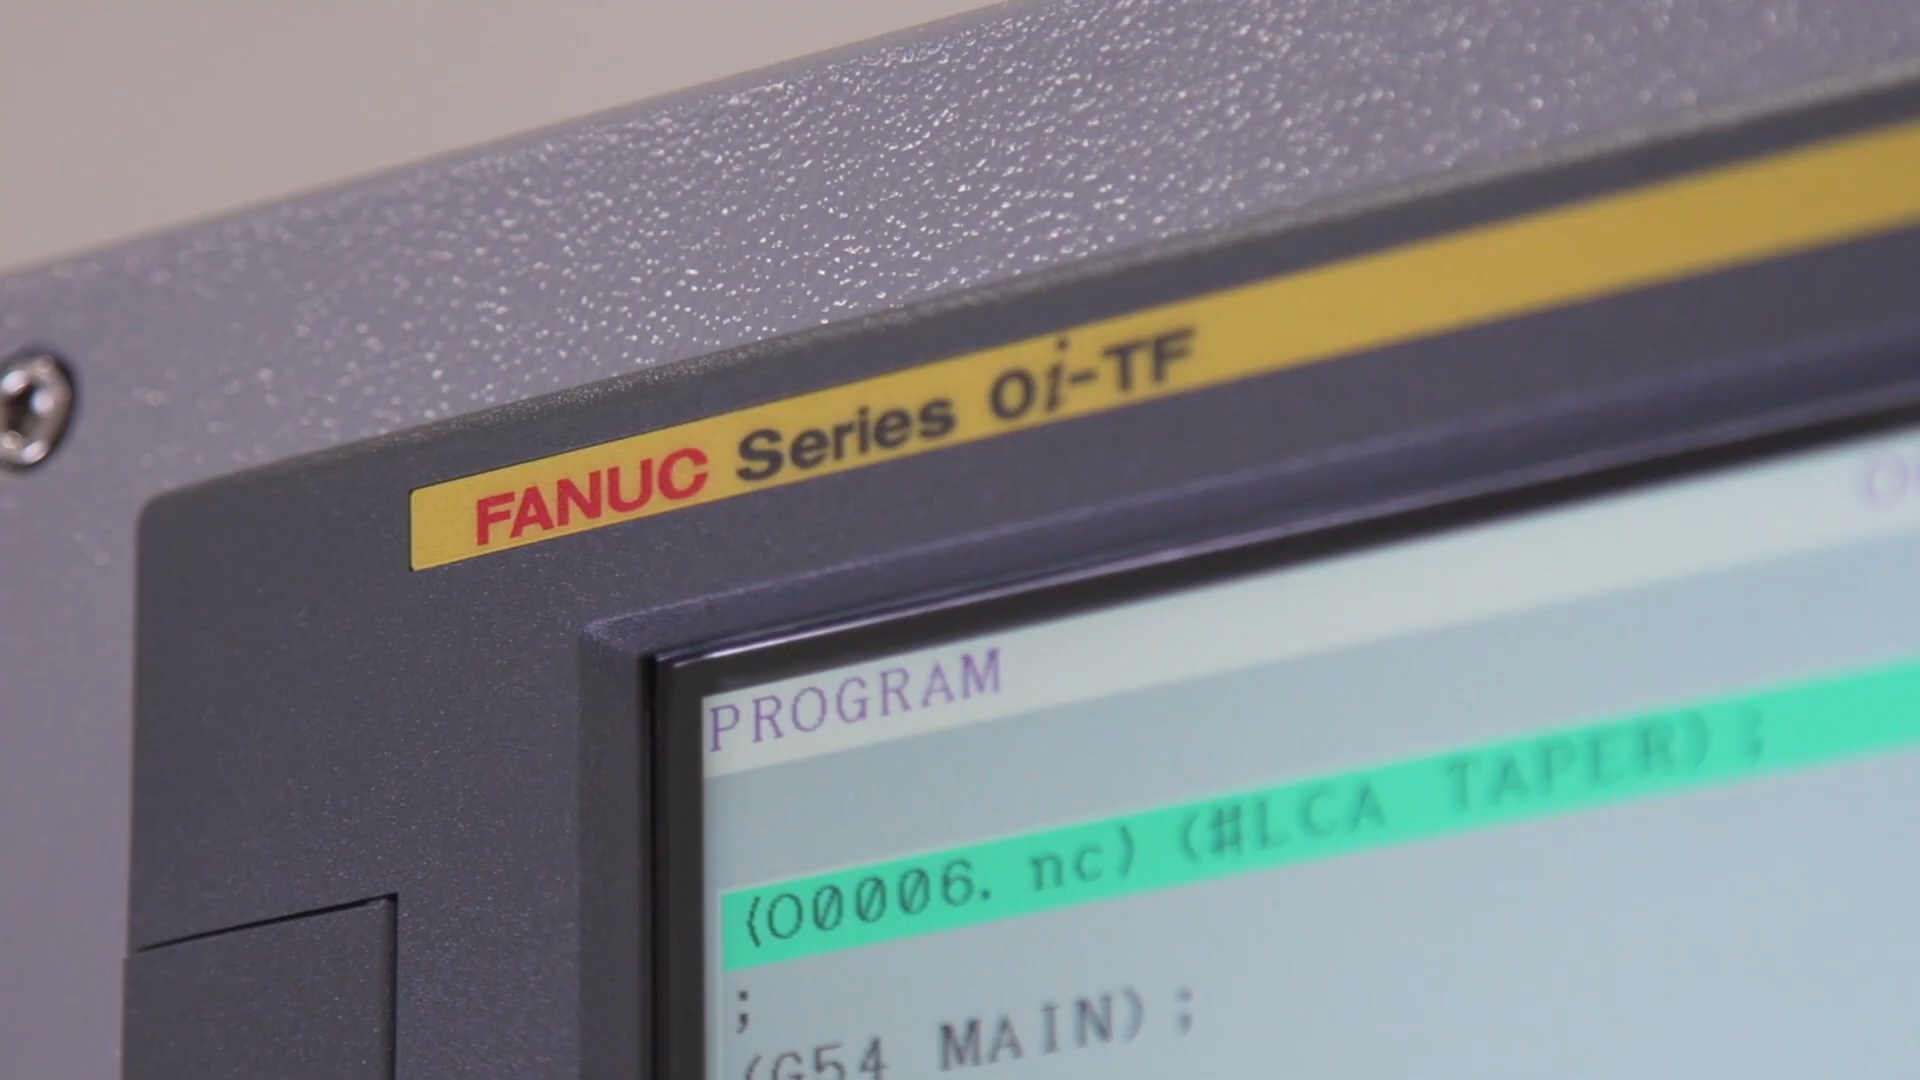 FANUC Series 0i-TF
PROGRAM
(O0006. nc) (#LCA TAPER) ;
;
(G54 MAIN) ;